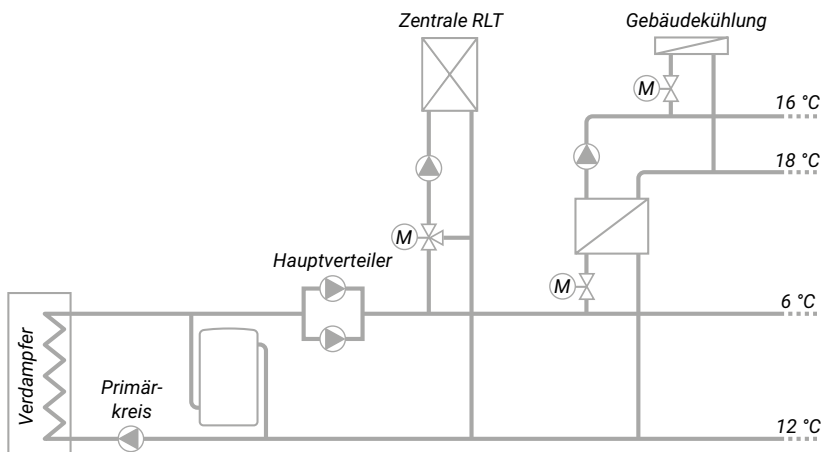 Zentrale RLT
Gebäudekühlung
M
16 °C
18 °C
M
Hauptverteiler
M
6 °C
Verdampfer
Primär-
kreis
12 °C